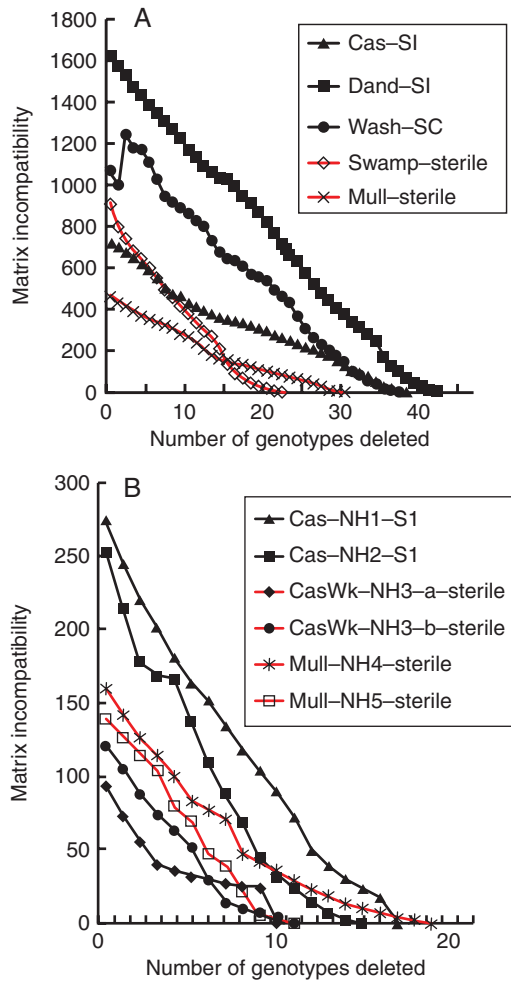 A
1800
1600
1400
1200
1000
800
600
400
200
0
Matrix incompatibility
0 10 20 30 40
Number of genotypes deleted
Cas–SI
Dand–SI
Wash–SC
Swamp–sterile
Mull–sterile
B
300
250
200
150
100
50
0
Matrix incompatibility
0 10 20
Number of genotypes deleted
Cas–NH1–S1
Cas–NH2–S1
CasWk–NH3–a–sterile
CasWk–NH3–b–sterile
Mull–NH4–sterile
Mull–NH5–sterile